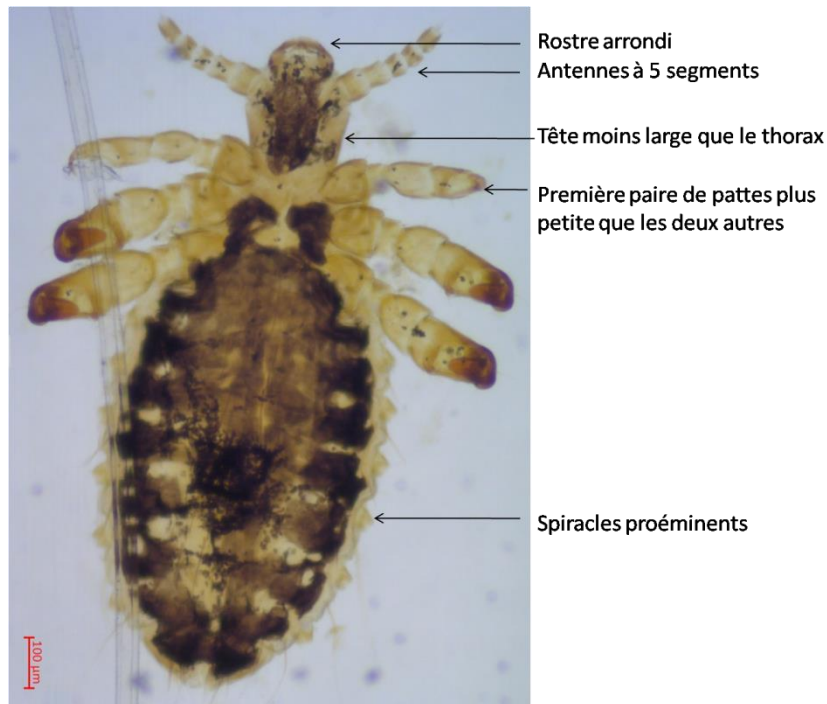 Rostre arrondi
Antennes à 5 segments
Tête moins large que le thorax
Première paire de pattes plus
petite que les deux autres
Spiracles proéminents
100 µm